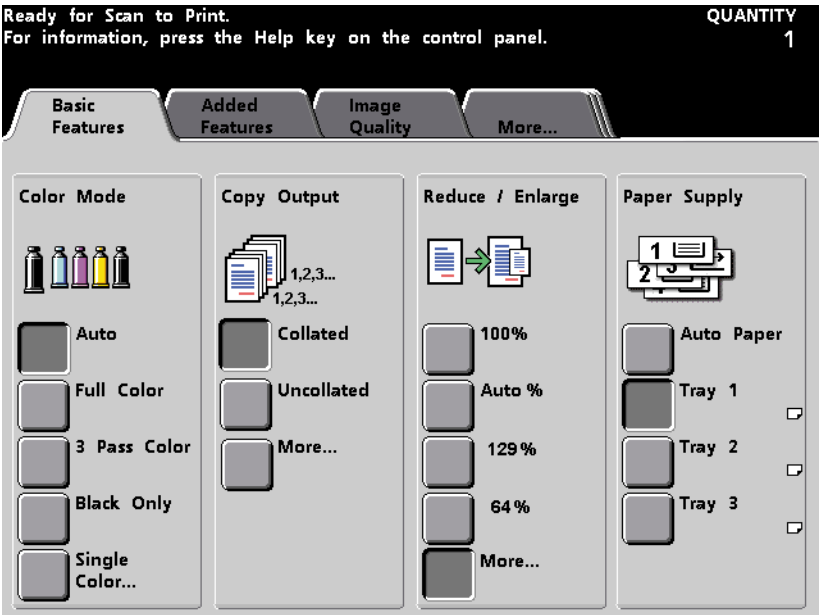 Ready for Scan to Print.
For information, press the Help key on the control panel.
QUANTITY
1
Basic
Features
Added
Features
Image
Quality
More...
Color Mode
Auto
Full Color
3 Pass Color
Black Only
Single
Color...
Copy Output
1,2,3...
1,2,3...
Collated
Uncollated
More...
Reduce / Enlarge
100%
Auto %
129%
64%
More...
Paper Supply
1
2
3
Auto Paper
Tray 1
Tray 2
Tray 3